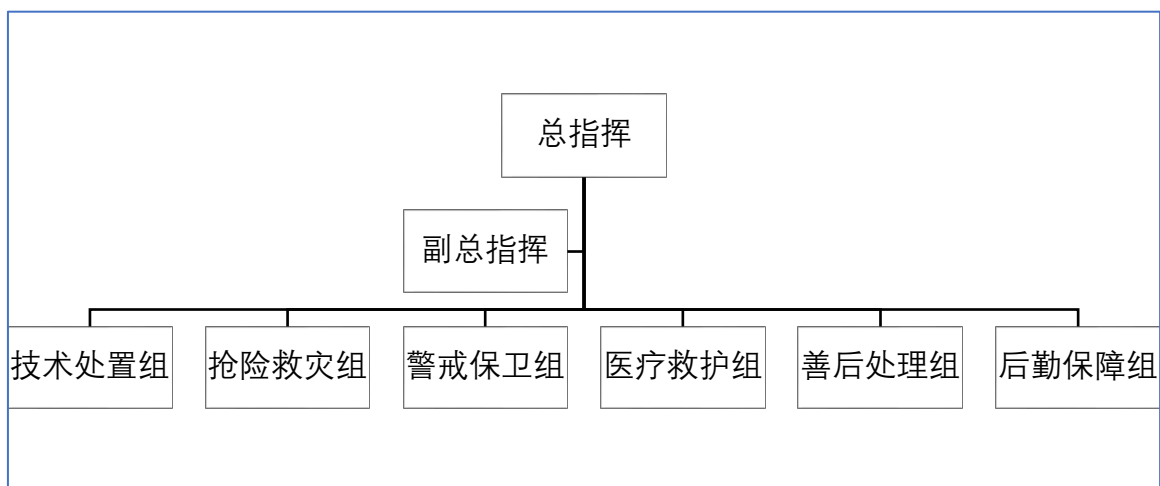 总指挥
副总指挥
技术处置组
抢险救灾组
警戒保卫组
医疗救护组
善后处理组
后勤保障组